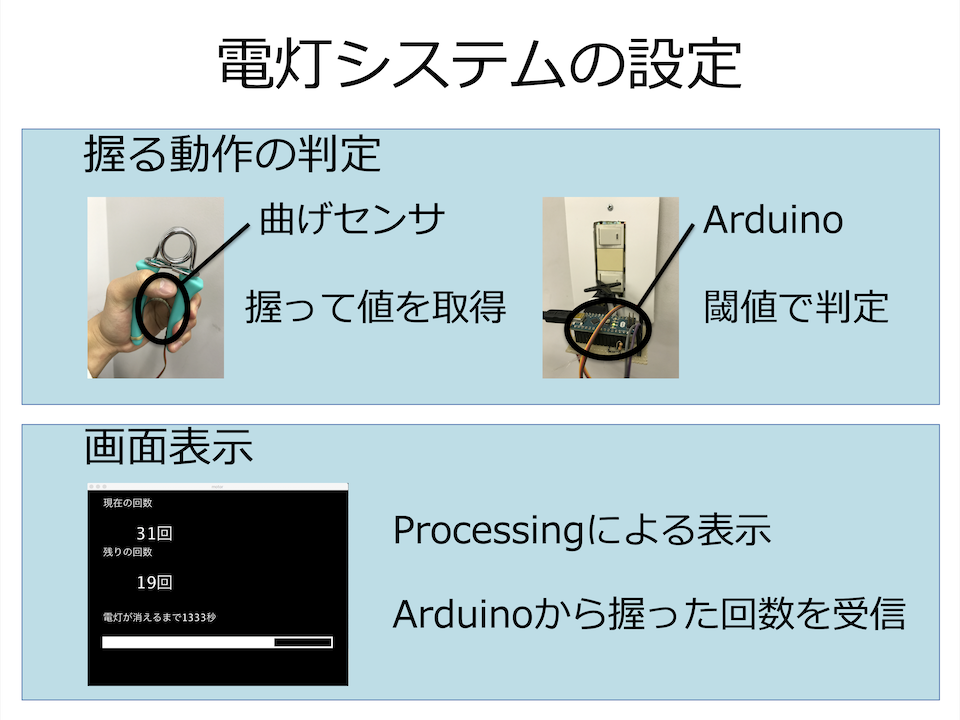 電灯システムの設定
握る動作の判定
曲げセンサ
握って値を取得
Arduino
閾値で判定
画面表示
現在の回数
31回
残りの回数
19回
電灯が消えるまで1333秒
Processingによる表示
Arduinoから握った回数を受信